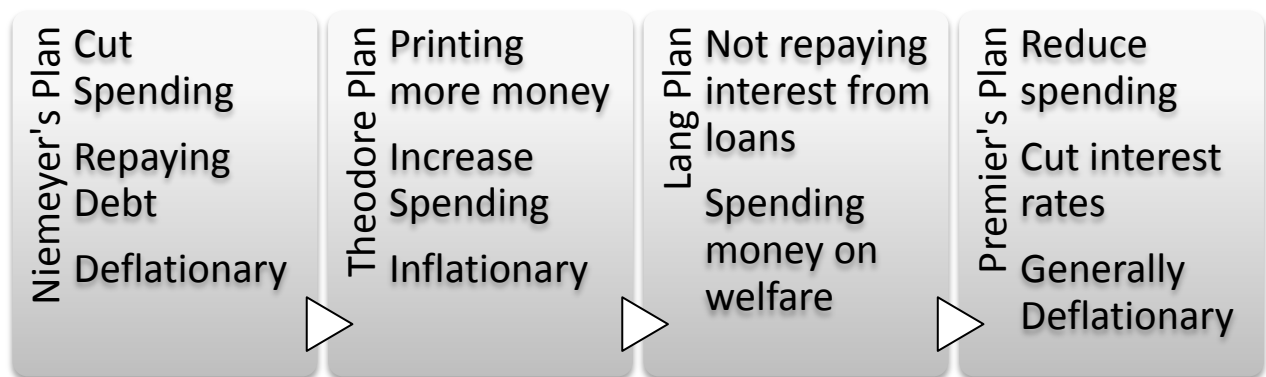 Niemeyer's Plan
Cut
Spending
Repaying
Debt
Deflationary
Theodore Plan
Printing
more money
Increase
Spending
Inflationary
Lang Plan
Not repaying
interest from
loans
Spending
money on
welfare
Premier's Plan
Reduce
spending
Cut interest
rates
Generally
Deflationary